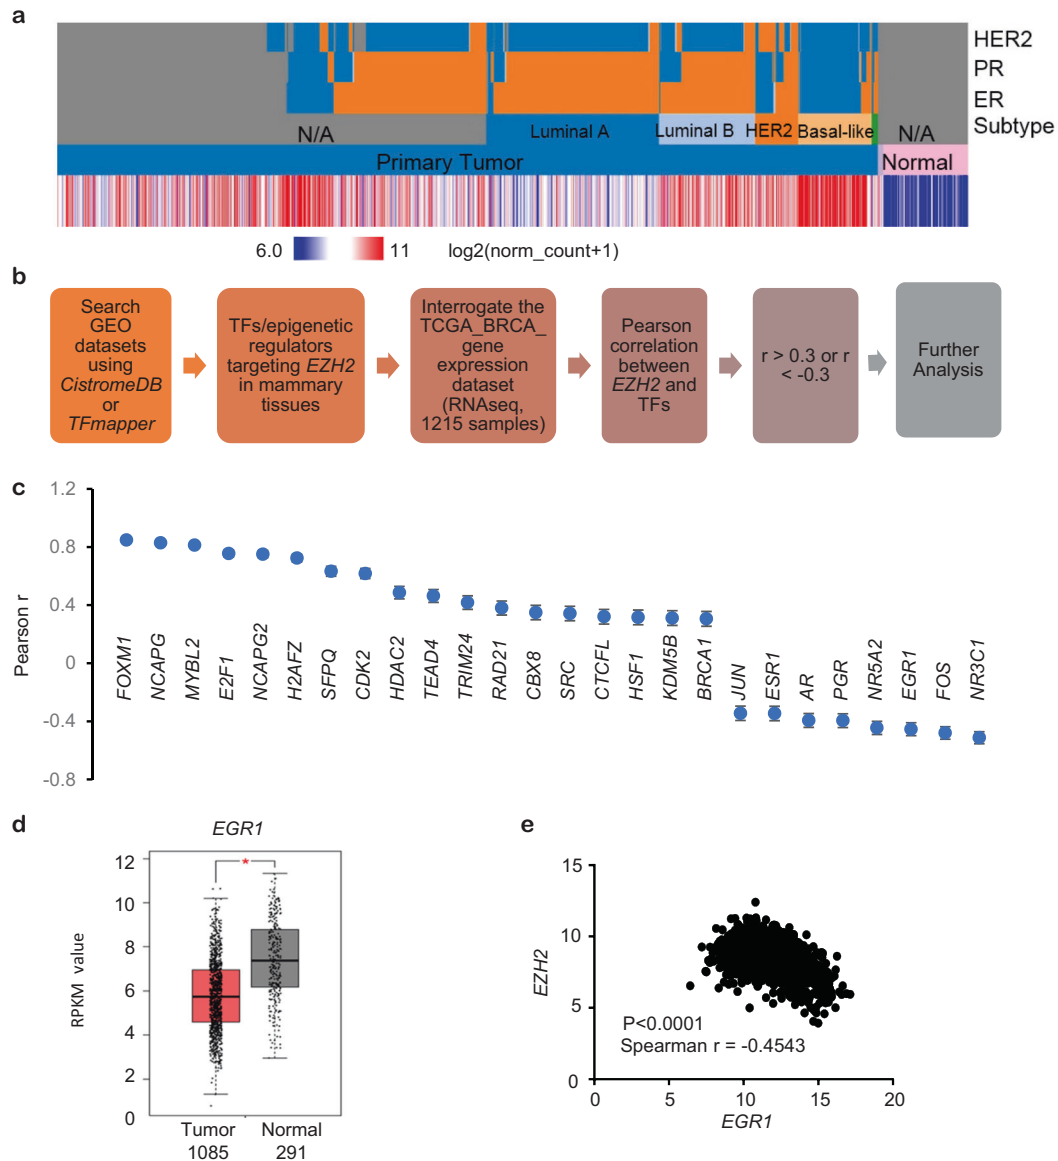 a
HER2
PR
ER
Subtype
N/A
Luminal A
Luminal B
HER2
Basal-like
N/A
Primary Tumor
Normal
6.0
11
log2(norm_count+1)
b
Search
GEO
datasets
using
CistromeDB
or
TFmapper
TFs/epigenetic
regulators
targeting EZH2
in mammary
tissues
Interrogate the
TCGA_BRCA_
gene
expression
dataset
(RNAseq,
1215 samples)
Pearson
correlation
between
EZH2 and
TFs
r > 0.3 or r
< -0.3
Further
Analysis
c
Pearson r
1.2
0.8
0.4
0
-0.4
-0.8
FOXM1
NCAPG
MYBL2
E2F1
NCAPG2
H2AFZ
SFPQ
CDK2
HDAC2
TEAD4
TRIM24
RAD21
CBX8
SRC
CTCFL
HSF1
KDM5B
BRCA1
JUN
ESR1
AR
PGR
NR5A2
EGR1
FOS
NR3C1
d
EGR1
RPKM value
12
10
8
6
4
2
0
*
Tumor
1085
Normal
291
e
EZH2
15
10
5
0
P<0.0001
Spearman r = -0.4543
0
5
10
15
20
EGR1